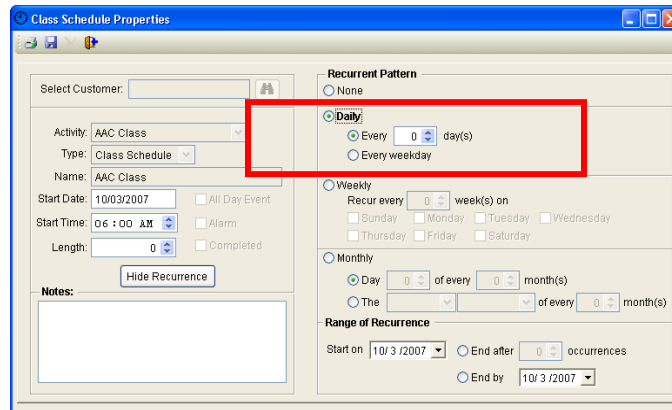 Class Schedule Properties
Select Customer:
Activity: AAC Class
Type: Class Schedule
Name: AAC Class
Start Date: 10/03/2007 All Day Event
Start Time: 06 : 00 AM Alarm
Length: 0 Completed
Hide Recurrence
Notes:
Recurrent Pattern
None
Daily
Every 0 day(s)
Every weekday
Weekly
Recur every 0 week(s) on
Sunday Monday Tuesday Wednesday
Thursday Friday Saturday
Monthly
Day 0 of every 0 month(s)
The of every 0 month(s)
Range of Recurrence
Start on 10/ 3 /2007 End after 0 occurrences
End by 10/ 3 /2007